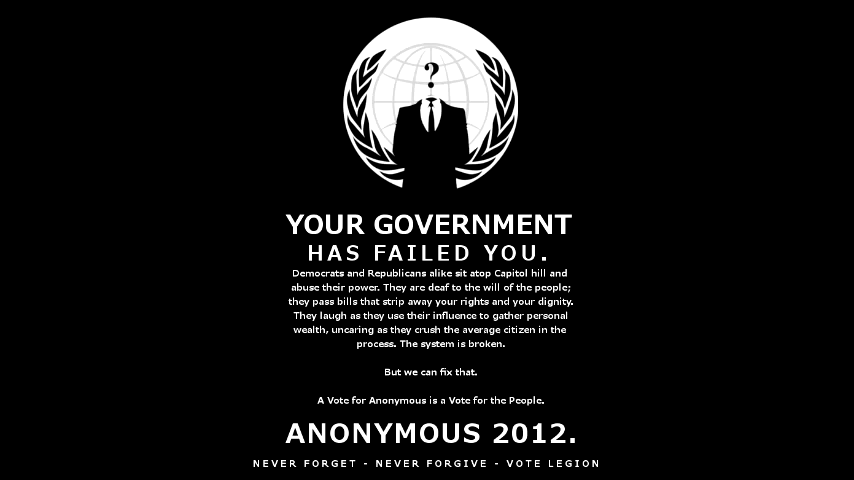 ?
YOUR GOVERNMENT
HAS FAILED YOU.
Democrats and Republicans alike sit atop Capitol hill and
abuse their power. They are deaf to the will of the people;
they pass bills that strip away your rights and your dignity.
They laugh as they use their influence to gather personal
wealth, uncaring as they crush the average citizen in the
process. The system is broken.
But we can fix that.
A Vote for Anonymous is a Vote for the People.
ANONYMOUS 2012.
NEVER FORGET - NEVER FORGIVE - VOTE LEGION